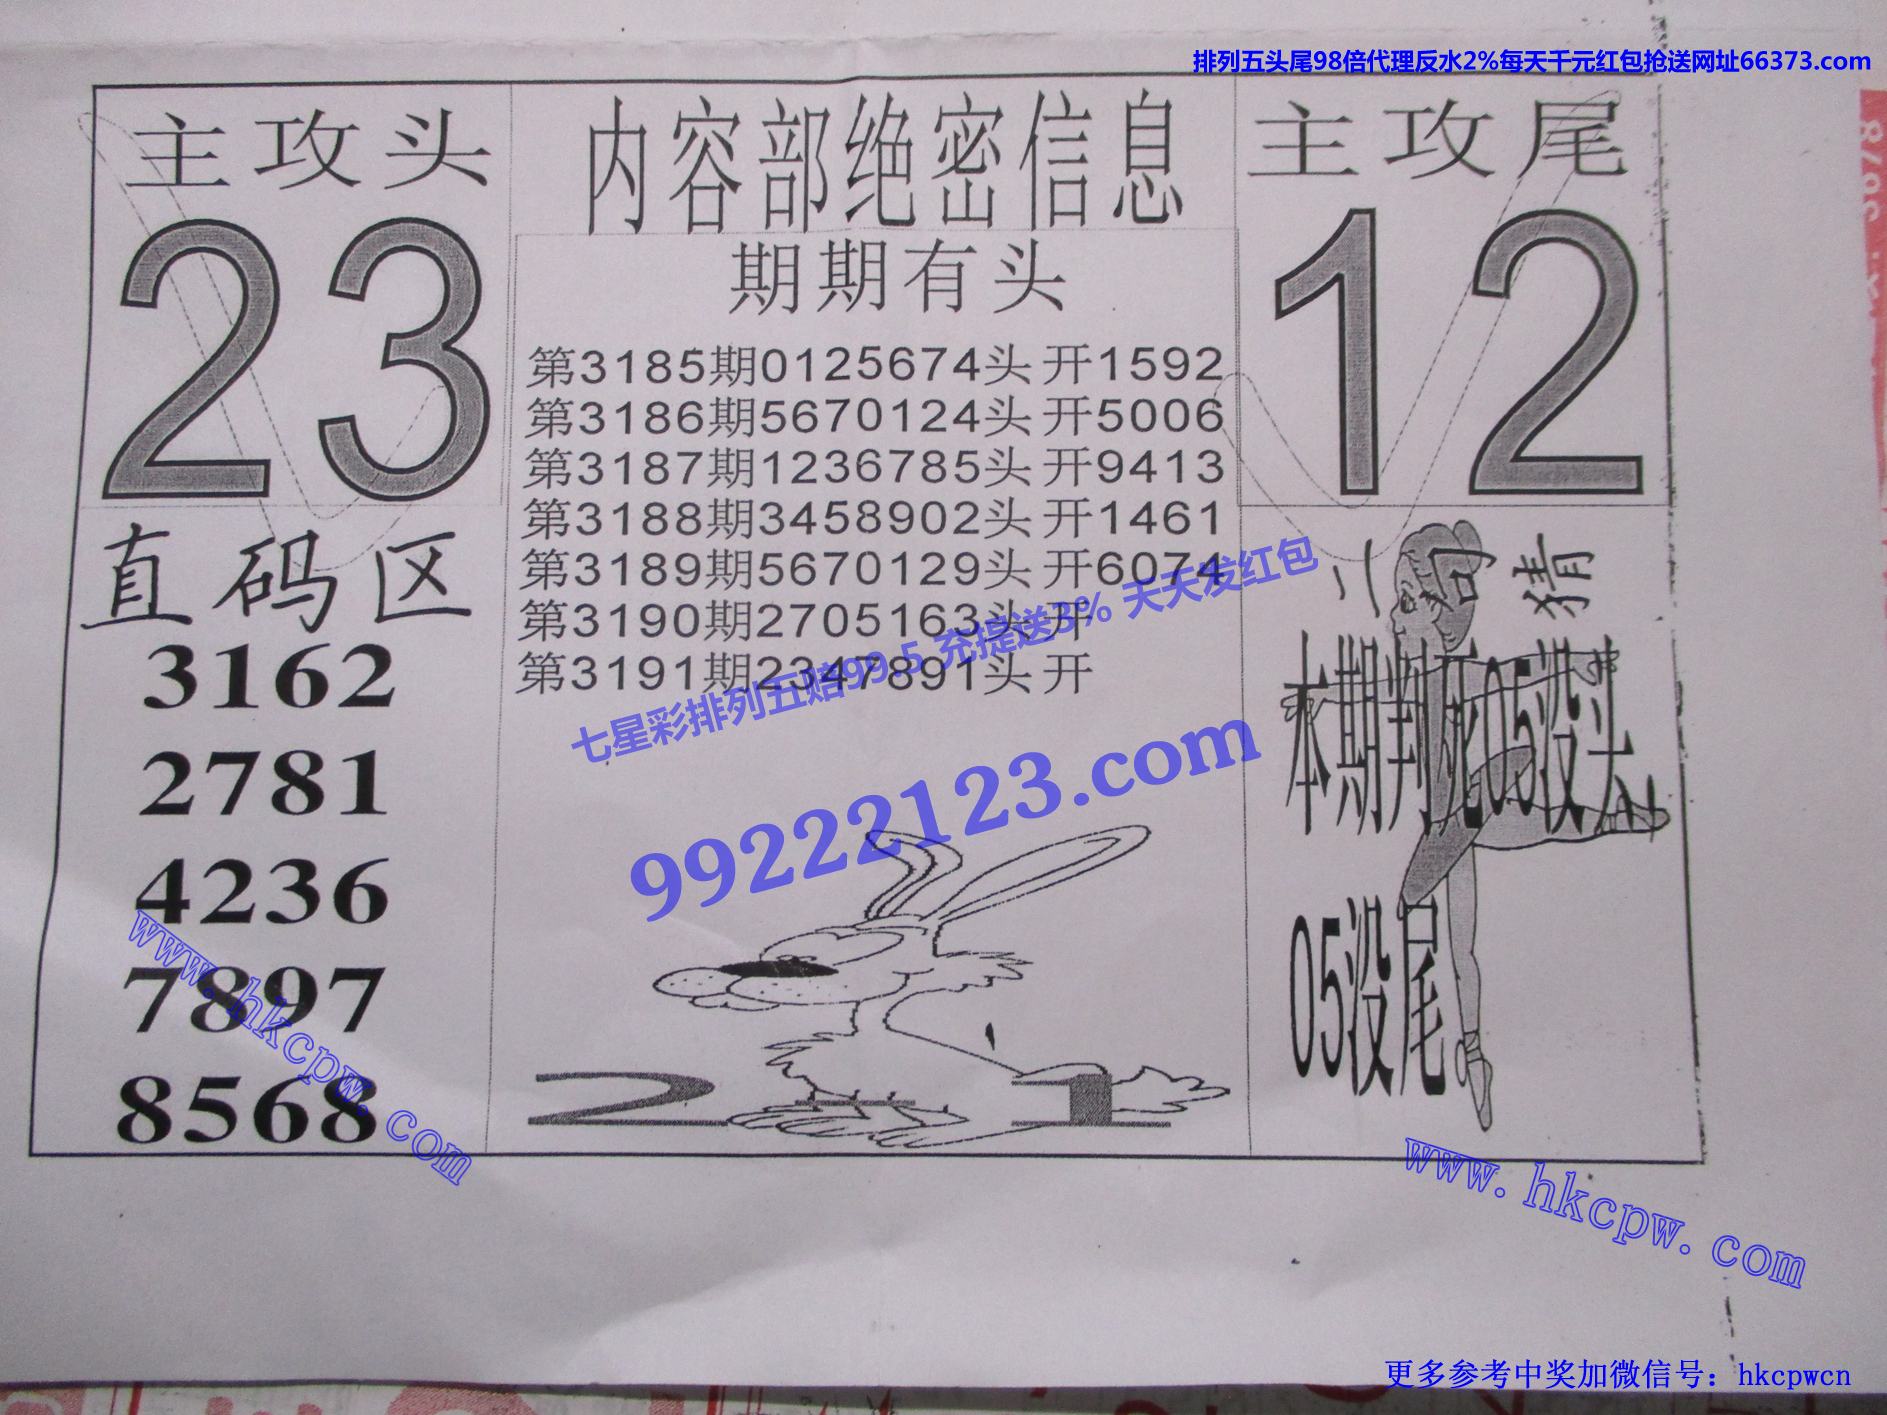 排列五头尾98倍代理反水2%每天千元红包抢送网址66373.com
主攻头
23
直码区
3162
2781
4236
7897
8568
内容部绝密信息
期期有头
第3185期0125674头开1592
第3186期5670124头开5006
第3187期1236785头开9413
第3188期3458902头开1461
第3189期5670129头开6074
第3190期2705163头开
第3191期2347891头开
七星彩排列五赔99.5 充提送3% 天天发红包
99222123.com
2 1
主攻尾
12
二句猜
本期判死05没头
05没尾
www.hkcpw.com
www.hkcpw.com
更多参考中奖加微信号：hkcpwcn